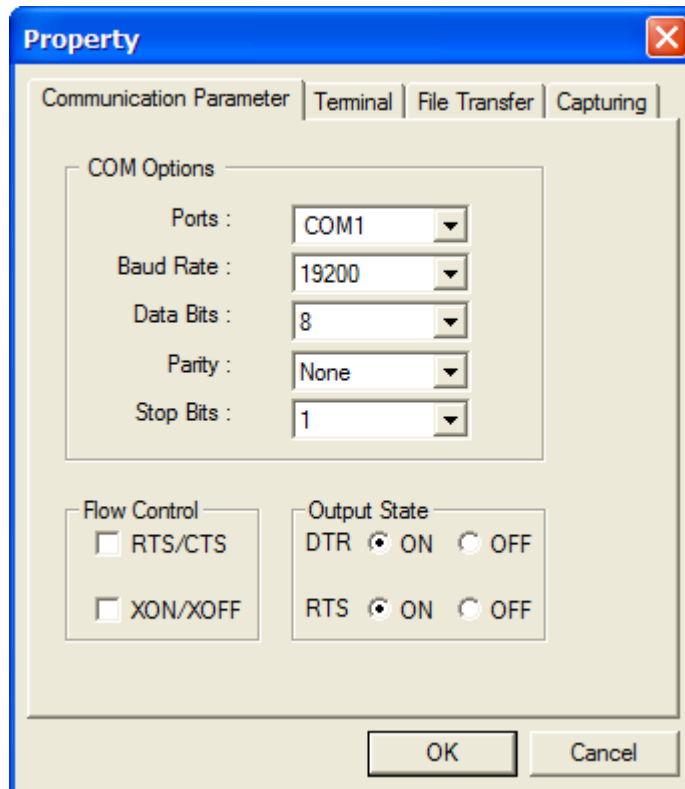 Property
Communication Parameter Terminal File Transfer Capturing
COM Options
Ports : COM1
Baud Rate : 19200
Data Bits : 8
Parity : None
Stop Bits : 1
Flow Control
RTS/CTS
XON/XOFF
Output State
DTR ON OFF
RTS ON OFF
OK Cancel